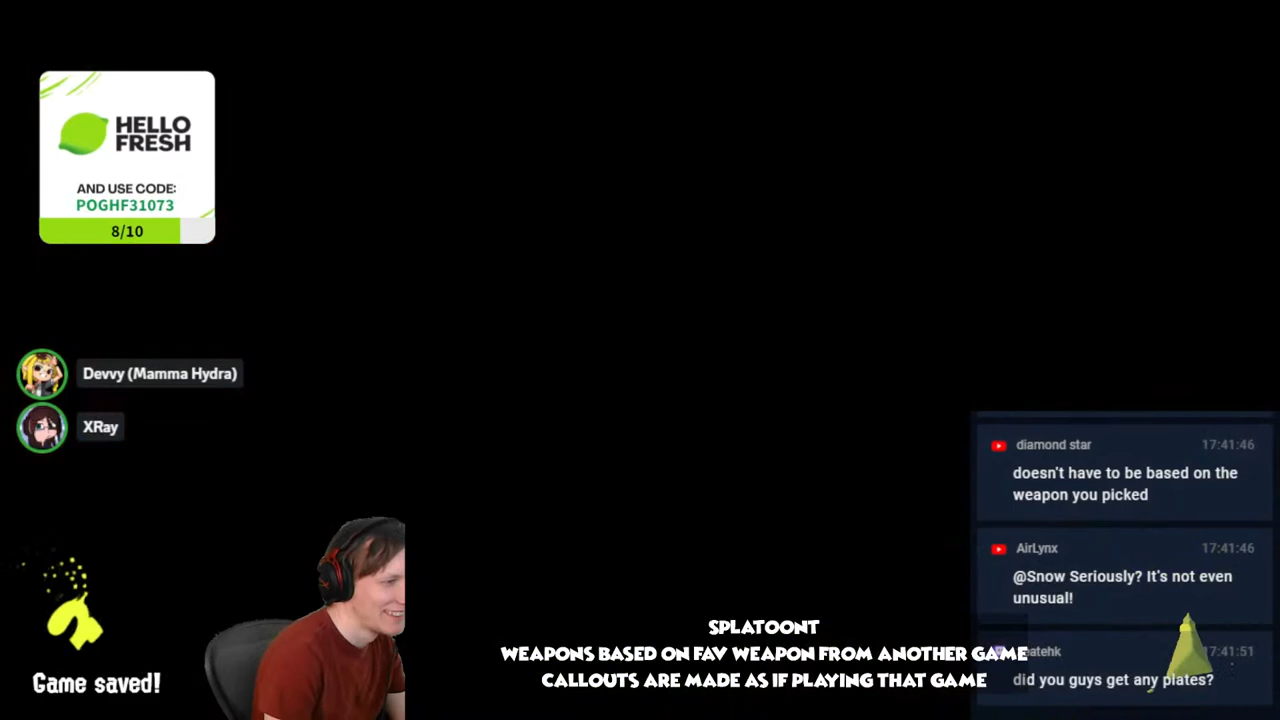 HELLO
FRESH
AND USE CODE:
POGHF31073
8/10
Devvy (Mamma Hydra)
XRay
Game saved!
SPLATOONT
WEAPONS BASED ON FAV WEAPON FROM ANOTHER GAME
CALLOUTS ARE MADE AS IF PLAYING THAT GAME
diamond star 17:41:46
doesn't have to be based on the
weapon you picked
AirLynx 17:41:46
@Snow Seriously? It's not even
unusual!
17:41:51
did you guys get any plates?